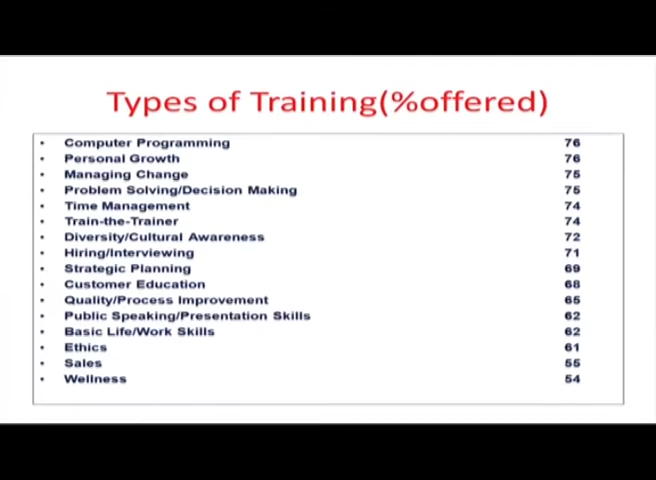 Types of Training(%offered)
• Computer Programming 76
• Personal Growth 76
• Managing Change 75
• Problem Solving/Decision Making 75
• Time Management 74
• Train-the-Trainer 74
• Diversity/Cultural Awareness 72
• Hiring/Interviewing 71
• Strategic Planning 69
• Customer Education 68
• Quality/Process Improvement 65
• Public Speaking/Presentation Skills 62
• Basic Life/Work Skills 62
• Ethics 61
• Sales 55
• Wellness 54